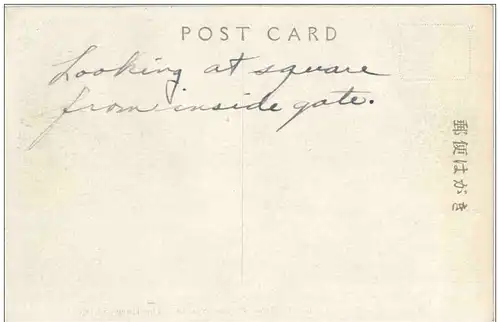 POST CARD
Looking at square
from inside gate.
郵便はがき